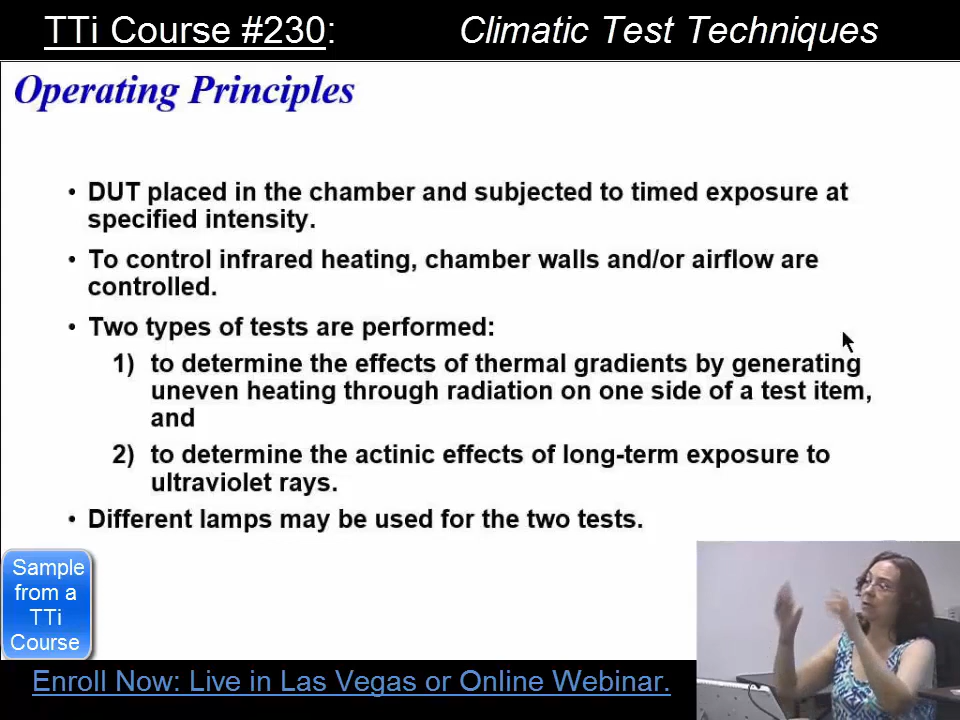 TTi Course #230: Climatic Test Techniques
Operating Principles
• DUT placed in the chamber and subjected to timed exposure at
specified intensity.
• To control infrared heating, chamber walls and/or airflow are
controlled.
• Two types of tests are performed:
1) to determine the effects of thermal gradients by generating
uneven heating through radiation on one side of a test item,
and
2) to determine the actinic effects of long-term exposure to
ultraviolet rays.
• Different lamps may be used for the two tests.
Sample
from a
TTi
Course
Enroll Now: Live in Las Vegas or Online Webinar.